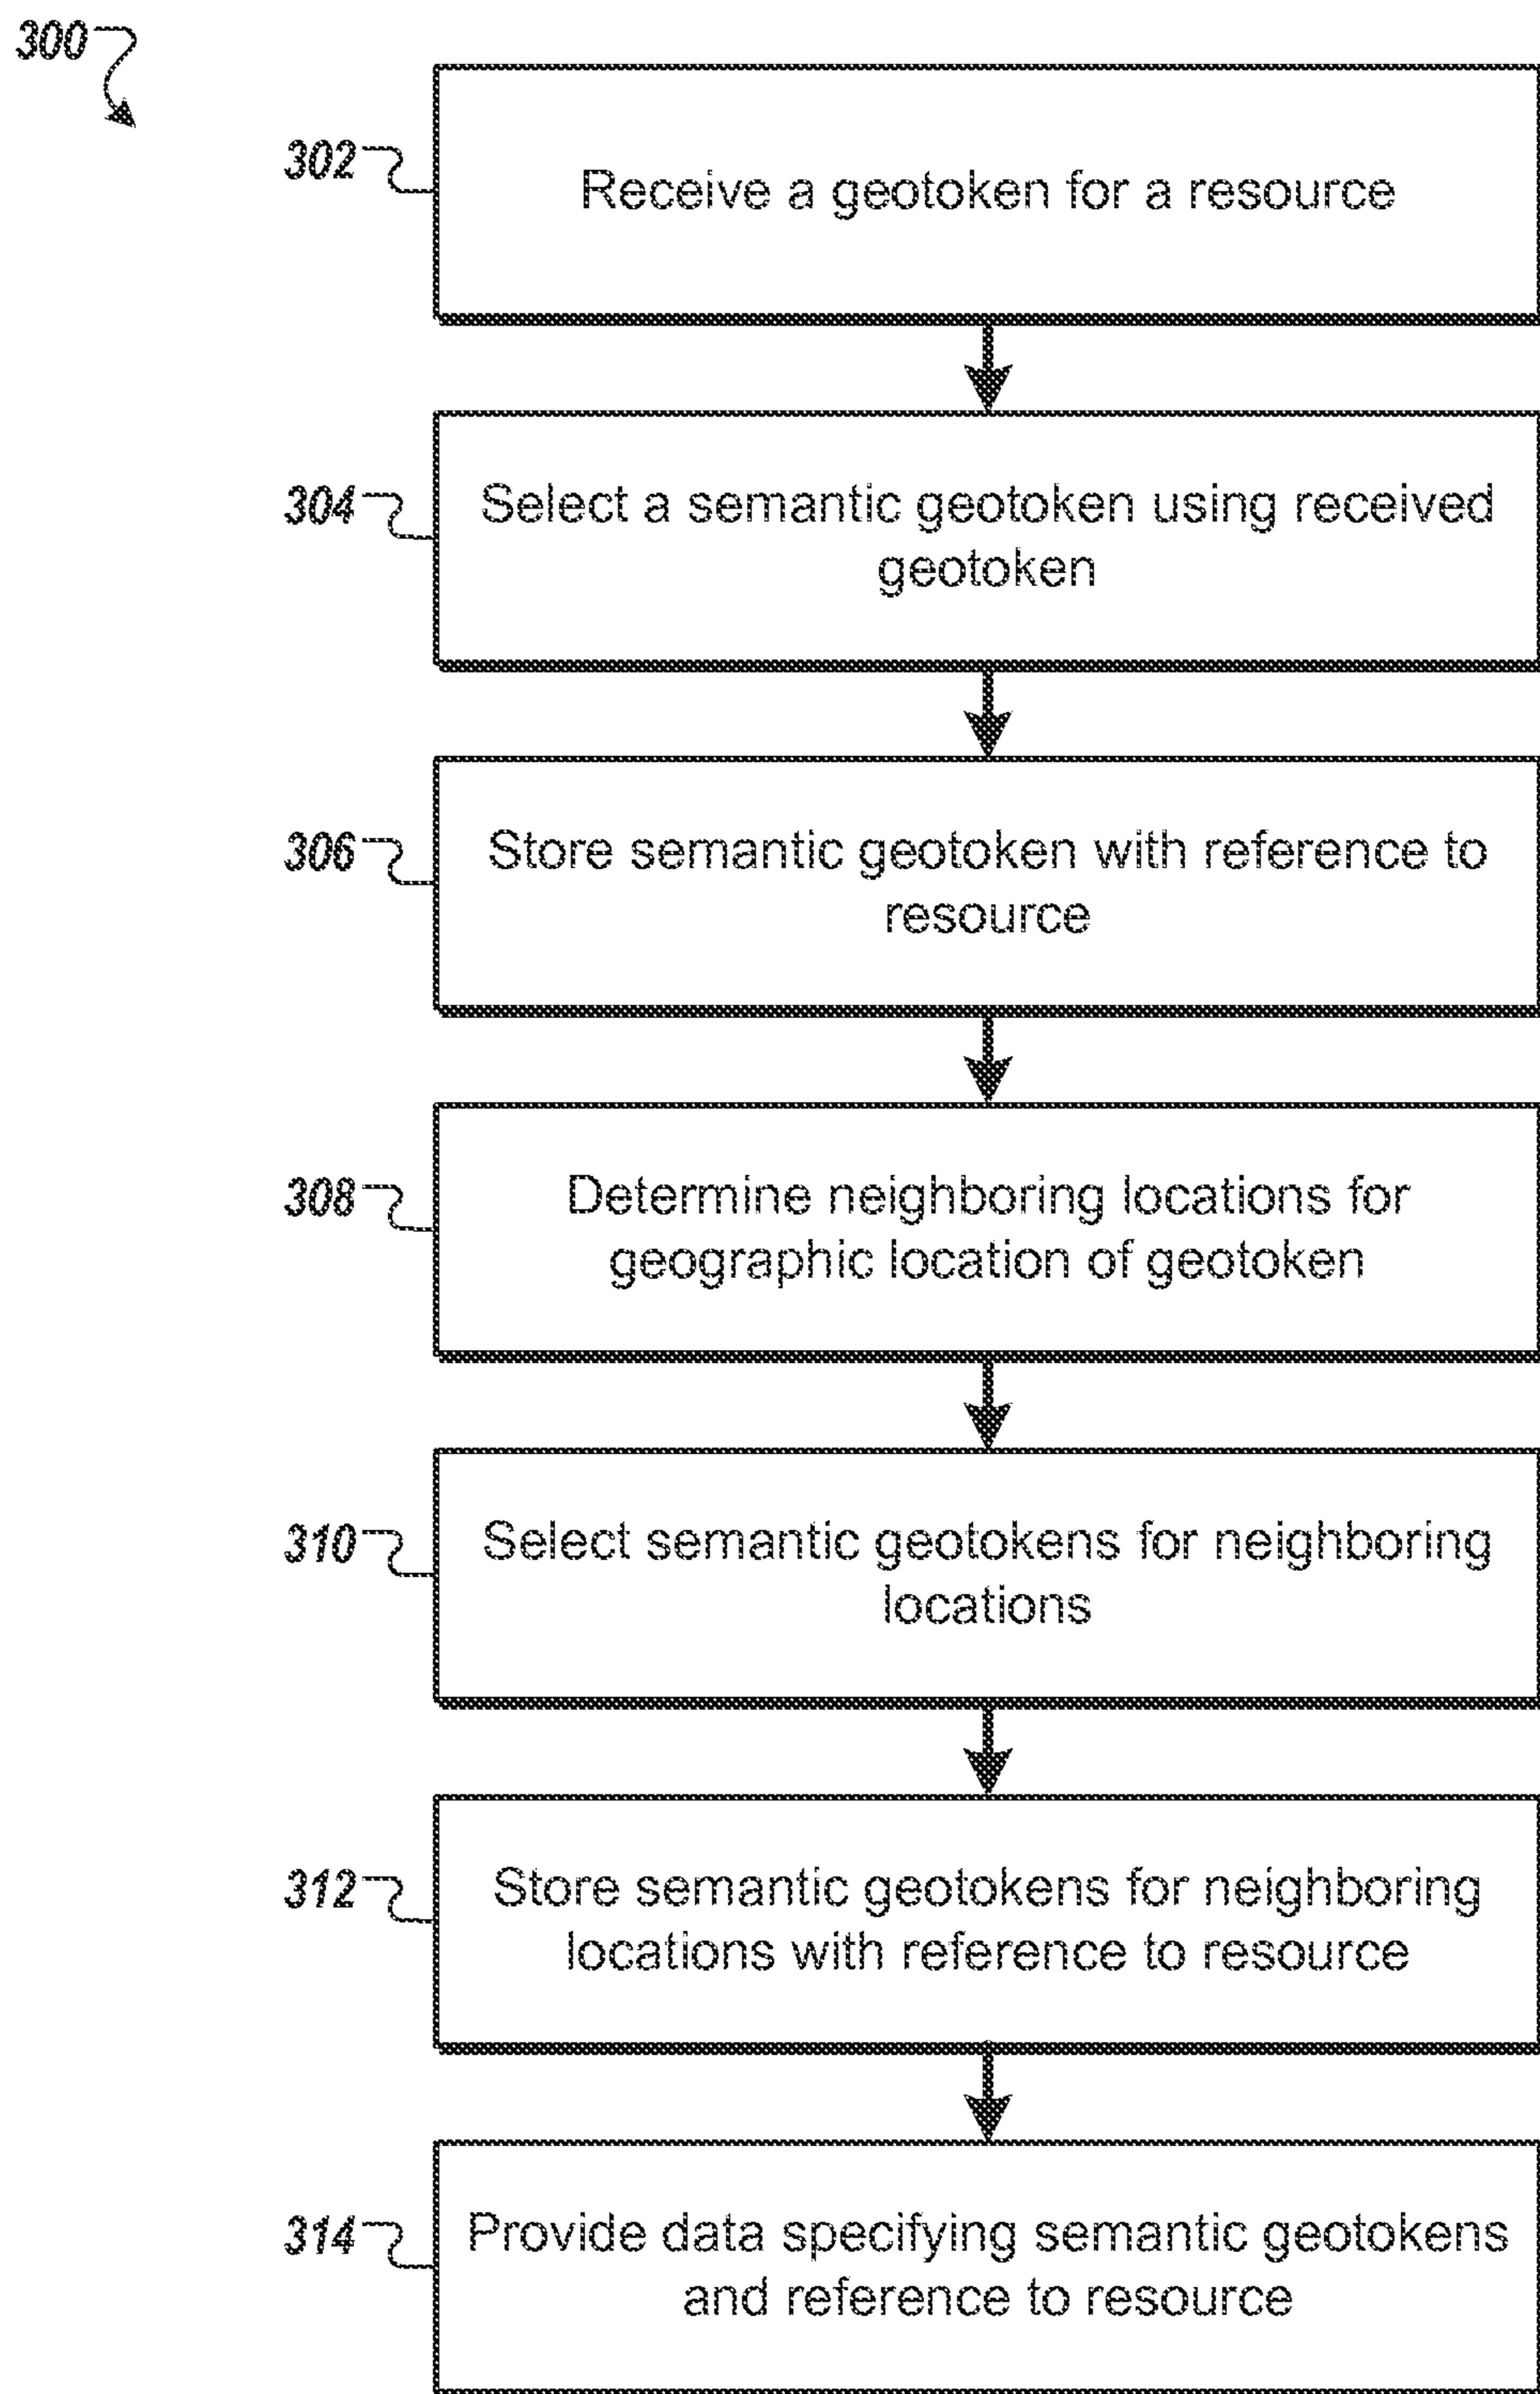 300
302
Receive a geotoken for a resource
304
Select a semantic geotoken using received
geotoken
306
Store semantic geotoken with reference to
resource
308
Determine neighboring locations for
geographic location of geotoken
310
Select semantic geotokens for neighboring
locations
312
Store semantic geotokens for neighboring
locations with reference to resource
314
Provide data specifying semantic geotokens
and reference to resource